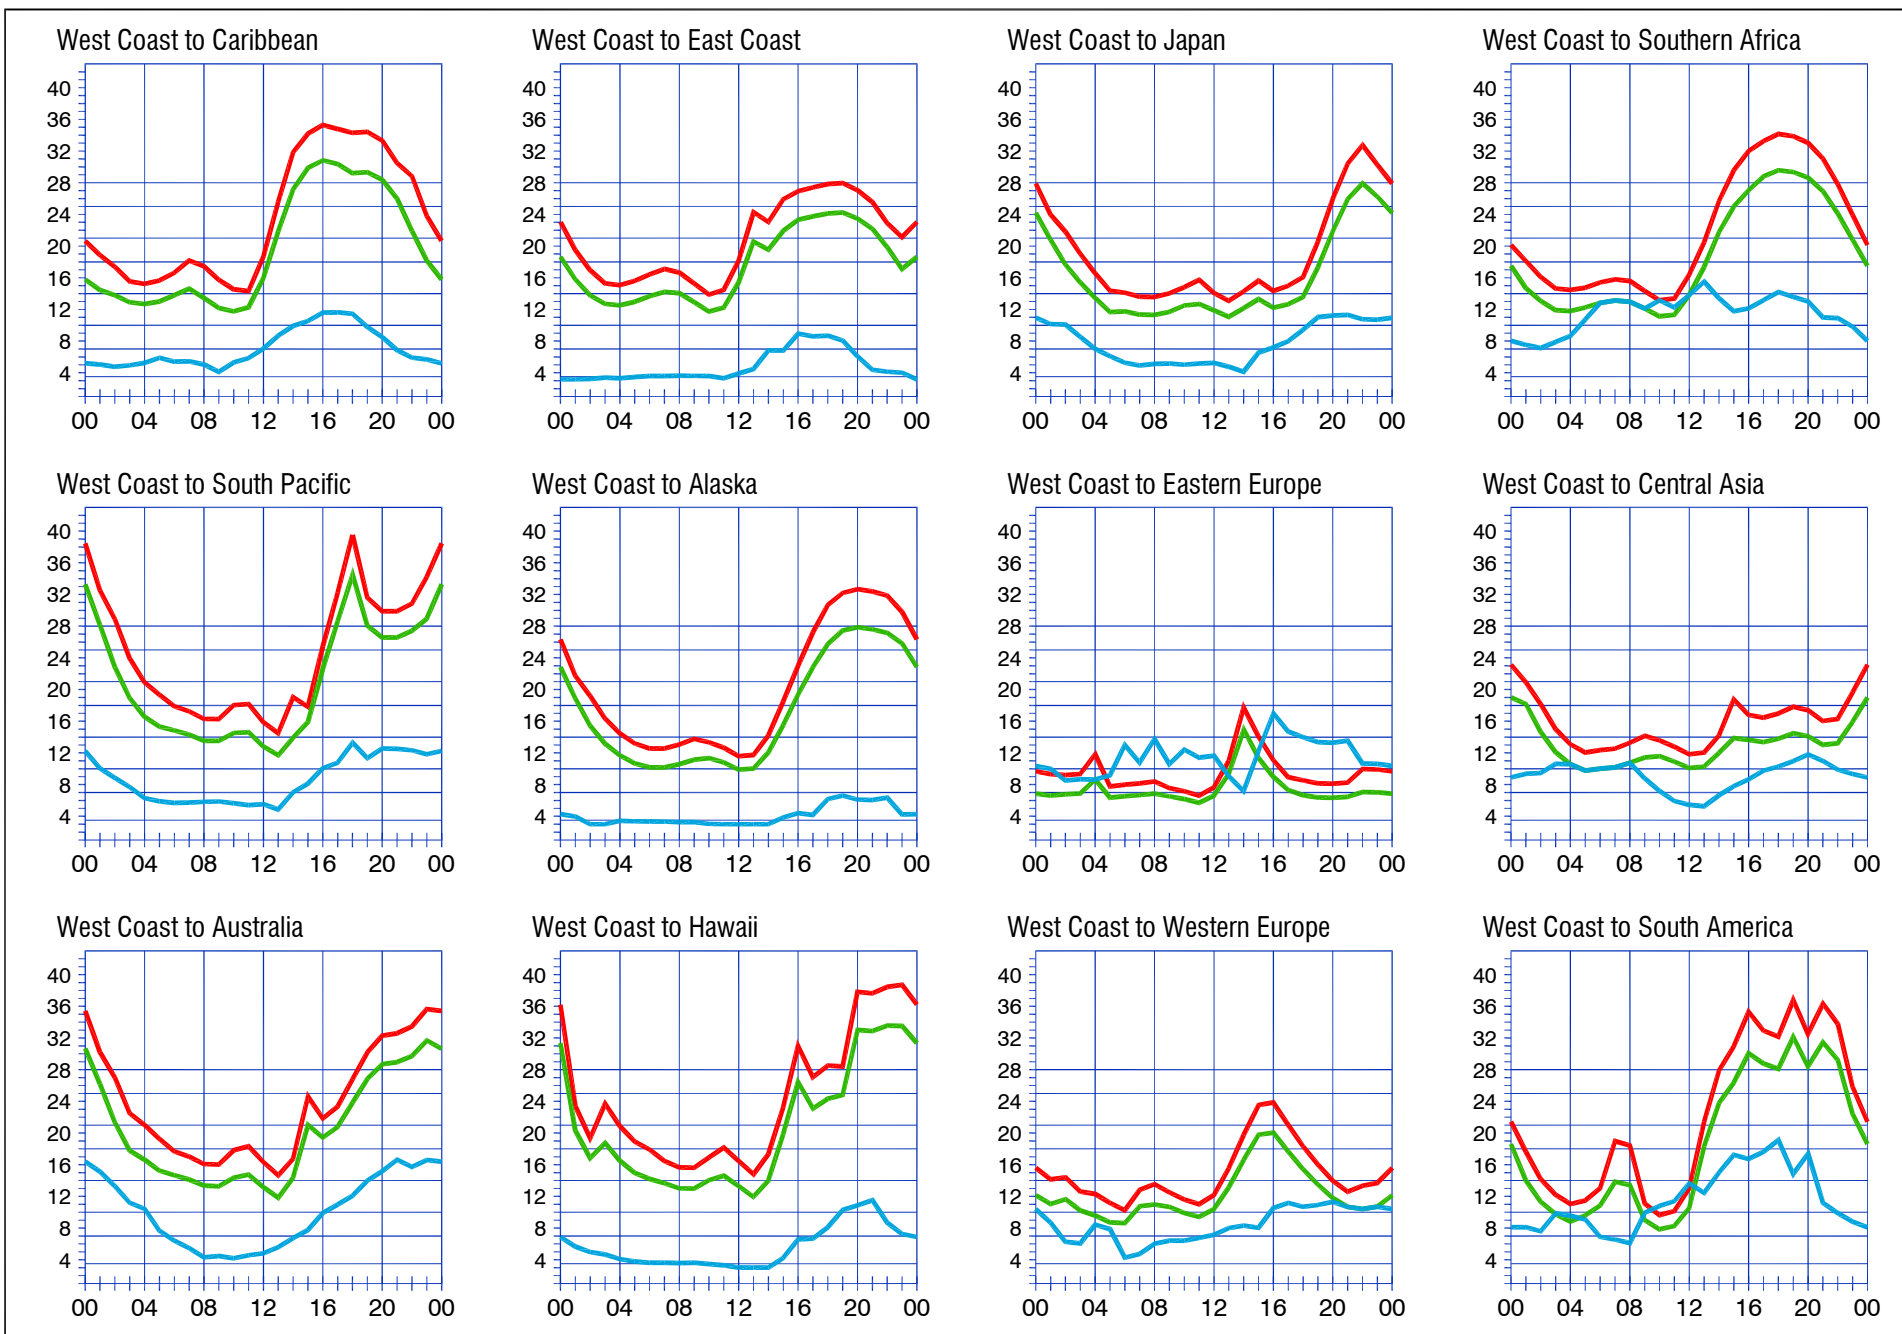 West Coast to Caribbean West Coast to East Coast West Coast to Japan West Coast to Southern Africa
40 40 40 40
36 36 36 36
32 32 32 32
28 28 28 28
24 24 24 24
20 20 20 20
16 16 16 16
12 12 12 12
8 8 8 8
4 4 4 4
00 04 08 12 16 20 00 00 04 08 12 16 20 00 00 04 08 12 16 20 00 00 04 08 12 16 20 00
West Coast to South Pacific West Coast to Alaska West Coast to Eastern Europe West Coast to Central Asia
40 40 40 40
36 36 36 36
32 32 32 32
28 28 28 28
24 24 24 24
20 20 20 20
16 16 16 16
12 12 12 12
8 8 8 8
4 4 4 4
00 04 08 12 16 20 00 00 04 08 12 16 20 00 00 04 08 12 16 20 00 00 04 08 12 16 20 00
West Coast to Australia West Coast to Hawaii West Coast to Western Europe West Coast to South America
40 40 40 40
36 36 36 36
32 32 32 32
28 28 28 28
24 24 24 24
20 20 20 20
16 16 16 16
12 12 12 12
8 8 8 8
4 4 4 4
00 04 08 12 16 20 00 00 04 08 12 16 20 00 00 04 08 12 16 20 00 00 04 08 12 16 20 00